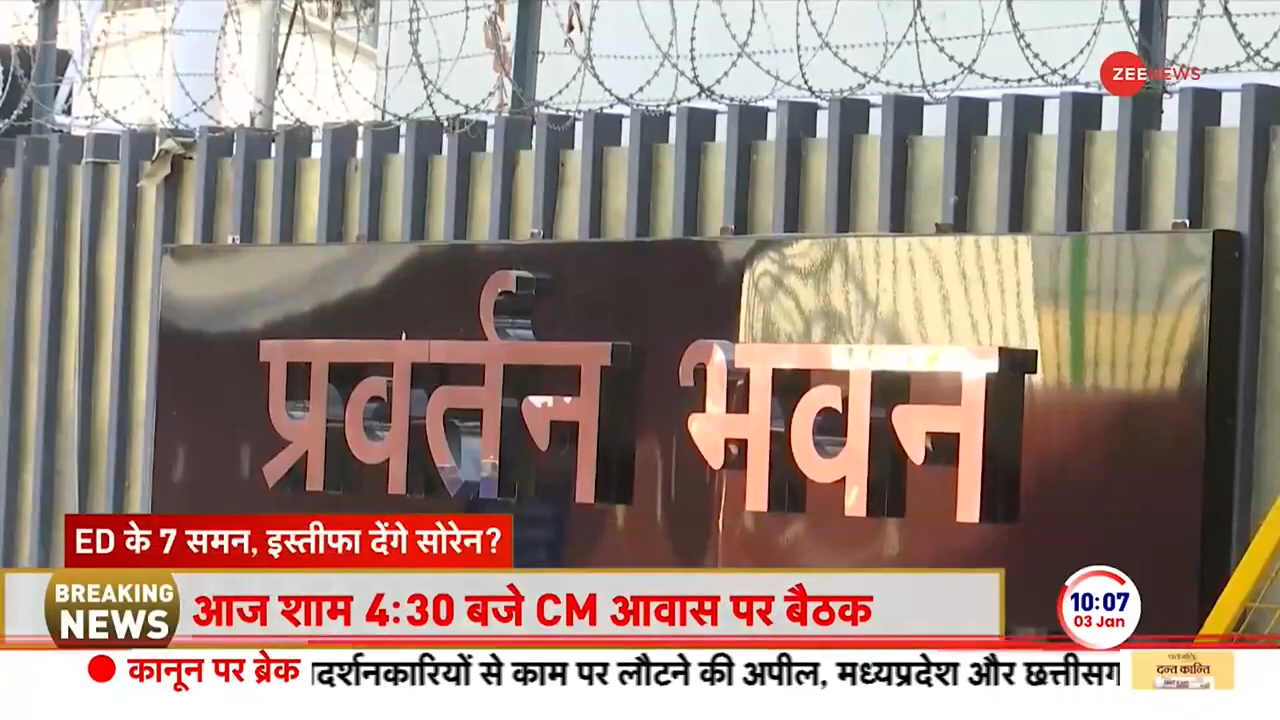 ZEE NEWS
प्रवर्तन भवन
ED के 7 समन, इस्तीफा देंगे सोरेन?
BREAKING
NEWS
आज शाम 4:30 बजे CM आवास पर बैठक
10:07
03 Jan
कानून पर ब्रेक
दर्शनकारियों से काम पर लौटने की अपील, मध्यप्रदेश और छत्तीसग
दन्त कान्ति